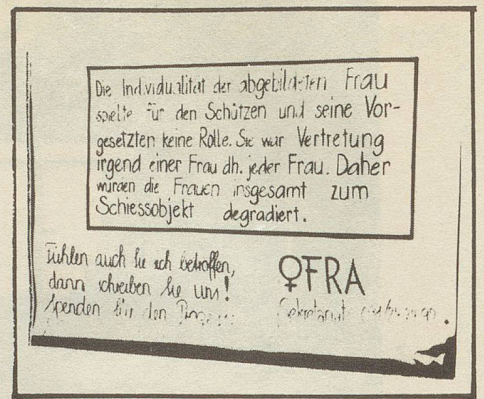 Die Individualität der abgebildeten Frau
spielte für den Schützen und seine Vor-
gesetzten keine Rolle. Sie war Vertretung
irgend einer Frau dh. jeder Frau. Daher
wurden die Frauen insgesamt zum
Schiessobjekt degradiert.
Fühlen auch Sie sich betroffen,
dann schreiben Sie uns!
Spenden für den
OFRA
Sekretariat